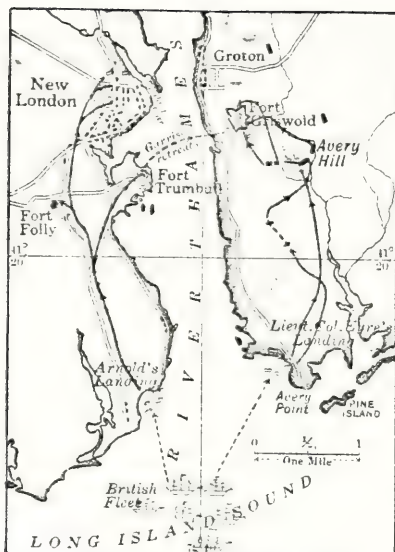 New
London
Groton
Fort
Griswold
Garrison
retreat
Avery
Hill
Fort
Trumbull
Fort
Folly
RIVER THAMES
41°
20'
41°
20'
Lieut. Col. Eyre's
Landing
Arnold's
Landing
Avery
Point
PINE
ISLAND
0 ½ 1
One Mile
British
Fleet
LONG ISLAND SOUND